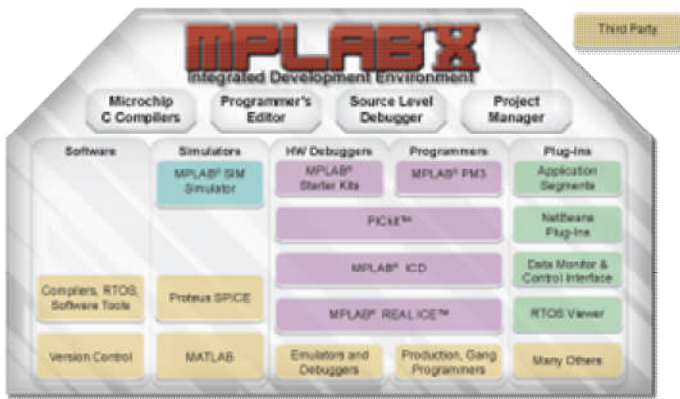 Third Party
MPLAB® X
Integrated Development Environment
Microchip
C Compilers
Programmer's
Editor
Source Level
Debugger
Project
Manager
Software
Simulators
HW Debuggers
Programmers
Plug-Ins
MPLAB® SIM
Simulator
MPLAB®
Starter Kits
MPLAB® PM3
Application
Segments
PICkit™
NetBeans
Plug-Ins
MPLAB® ICD
Data Monitor &
Control Interface
Compilers, RTOS,
Software Tools
Proteus SPICE
MPLAB® REAL ICE™
RTOS Viewer
Version Control
MATLAB
Emulators and
Debuggers
Production, Gang
Programmers
Many Others